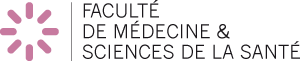 FACULTÉ
DE MÉDECINE &
SCIENCES DE LA SANTÉ